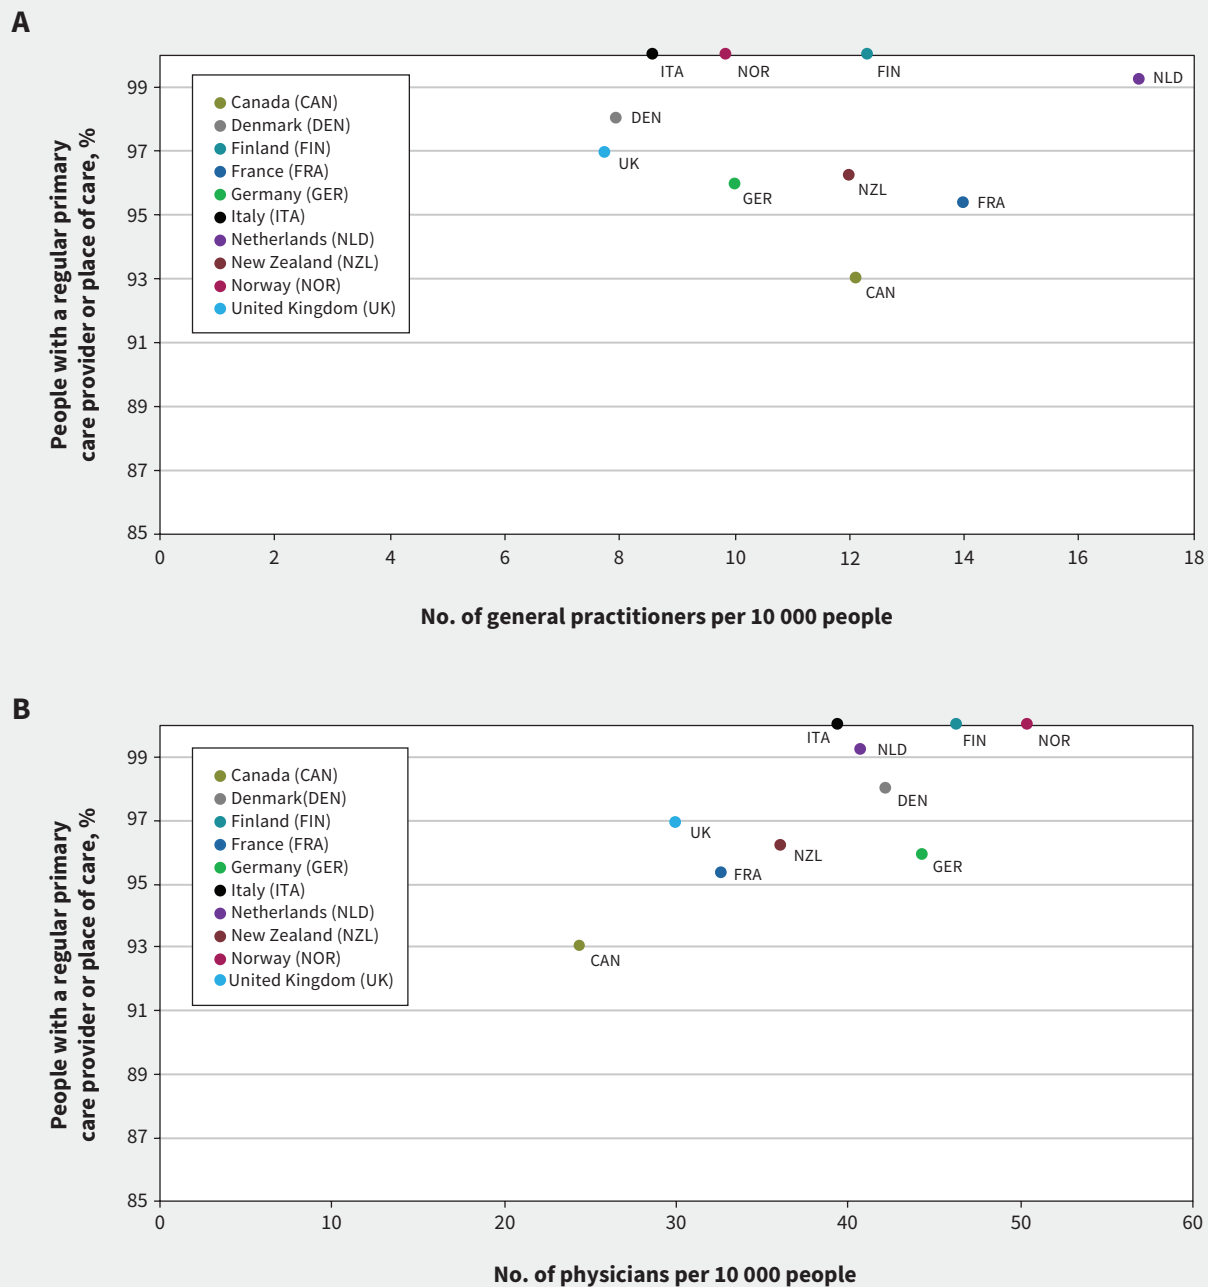 A
ITA
NOR
FIN
NLD
99
Canada (CAN)
Denmark (DEN)
Finland (FIN)
France (FRA)
Germany (GER)
Italy (ITA)
Netherlands (NLD)
New Zealand (NZL)
Norway (NOR)
United Kingdom (UK)
DEN
97
UK
GER
NZL
95
FRA
93
CAN
91
89
87
85
People with a regular primary
care provider or place of care, %
0 2 4 6 8 10 12 14 16 18
No. of general practitioners per 10 000 people
B
ITA
FIN
NOR
99
NLD
Canada (CAN)
Denmark(DEN)
Finland (FIN)
France (FRA)
Germany (GER)
Italy (ITA)
Netherlands (NLD)
New Zealand (NZL)
Norway (NOR)
United Kingdom (UK)
DEN
97
UK
NZL
GER
95
FRA
93
CAN
91
89
87
85
People with a regular primary
care provider or place of care, %
0 10 20 30 40 50 60
No. of physicians per 10 000 people